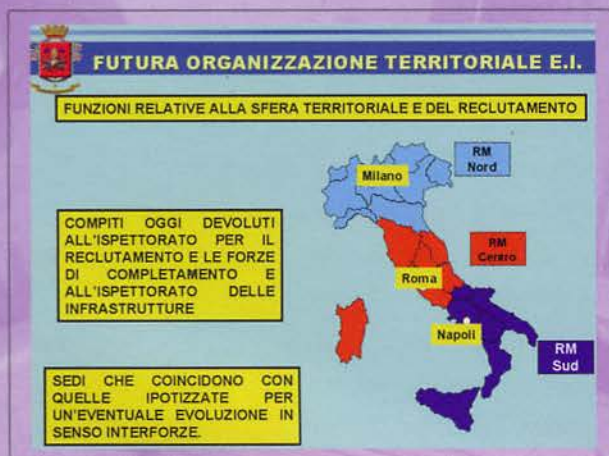 FUTURA ORGANIZZAZIONE TERRITORIALE E.I.
FUNZIONI RELATIVE ALLA SFERA TERRITORIALE E DEL RECLUTAMENTO
RM
Nord
Milano
COMPITI OGGI DEVOLUTI
ALL'ISPETTORATO PER IL
RECLUTAMENTO E LE FORZE
DI COMPLETAMENTO E
ALL'ISPETTORATO DELLE
INFRASTRUTTURE
RM
Centro
Roma
Napoli
RM
Sud
SEDI CHE COINCIDONO CON
QUELLE IPOTIZZATE PER
UN'EVENTUALE EVOLUZIONE IN
SENSO INTERFORZE.